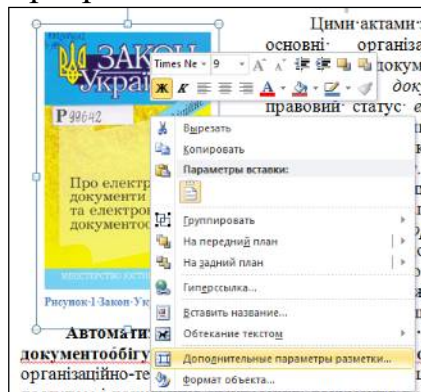 Цими·актами·
основні· організа
ЗАКОН
Украї
Times Ne 9
докум
Ж К
доку
правовий· статус· е
Р 99642
Вырезать
Копировать
Параметры вставки:
Про електр
документи
та електрон
документоо
Группировать
На передний план
На задний план
Гиперссылка...
Вставить название...
Рисунок·1·Закон·Ук
Обтекание текстом
Автомати
документообігу
Дополнительные параметры разметки...
організаційно-те
Формат объекта...